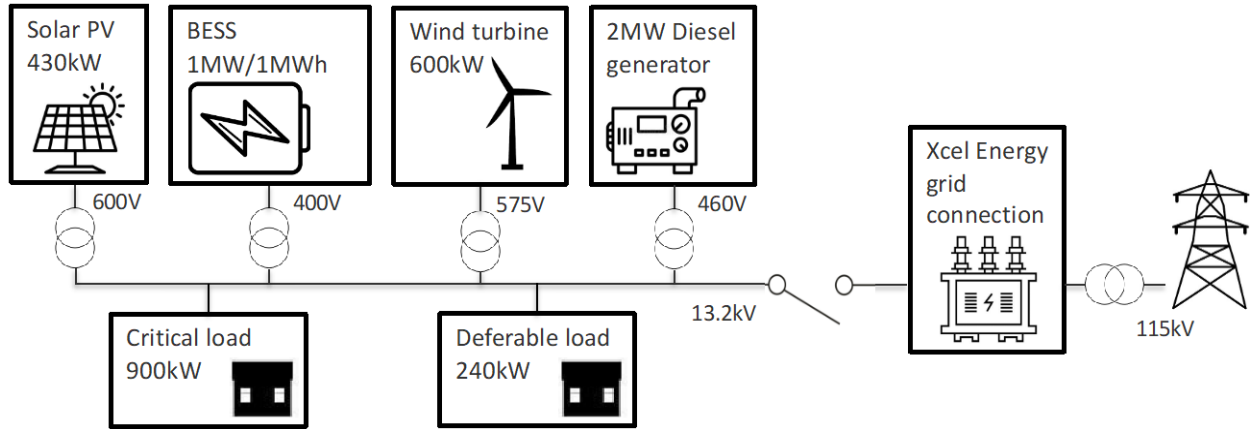 Solar PV
430kW
BESS
1MW/1MWh
Wind turbine
600kW
2MW Diesel
generator
Xcel Energy
grid
connection
600V
400V
575V
460V
13.2kV
115kV
Critical load
900kW
Deferable load
240kW